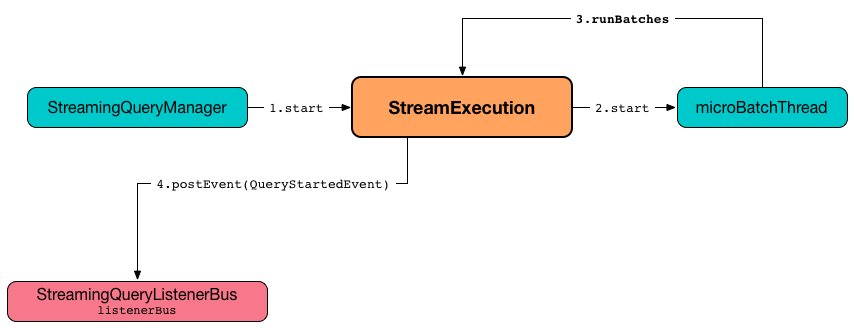 3.runBatches
StreamingQueryManager
1.start
StreamExecution
2.start
microBatchThread
4.postEvent(QueryStartedEvent)
StreamingQueryListenerBus
listenerBus